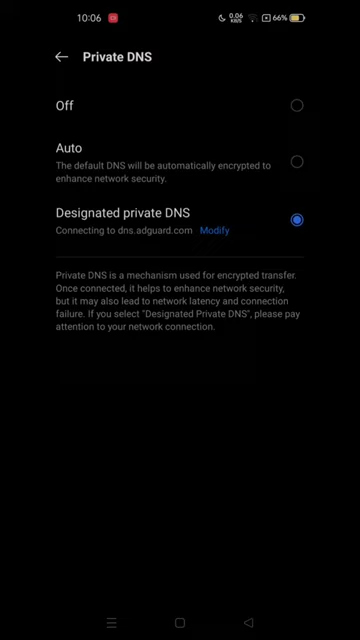 10:06
0.06
KB/S
66%
Private DNS
Off
Auto
The default DNS will be automatically encrypted to
enhance network security.
Designated private DNS
Connecting to dns.adguard.com Modify
Private DNS is a mechanism used for encrypted transfer.
Once connected, it helps to enhance network security,
but it may also lead to network latency and connection
failure. If you select "Designated Private DNS", please pay
attention to your network connection.